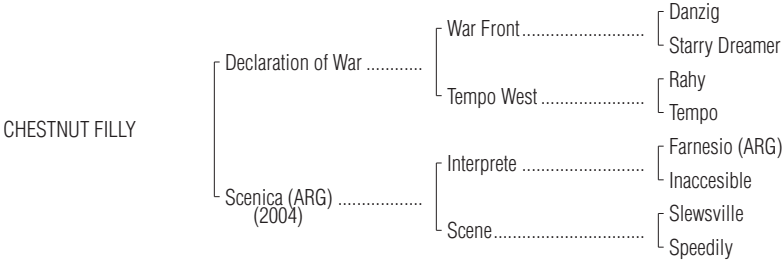 Danzig
War Front........................
Starry Dreamer
Declaration of War ............
Rahy
Tempo West.....................
Tempo
CHESTNUT FILLY
Farnesio (ARG)
Interprete ........................
Inaccesible
Scenica (ARG) ..................
(2004)
Slewsville
Scene..............................
Speedily